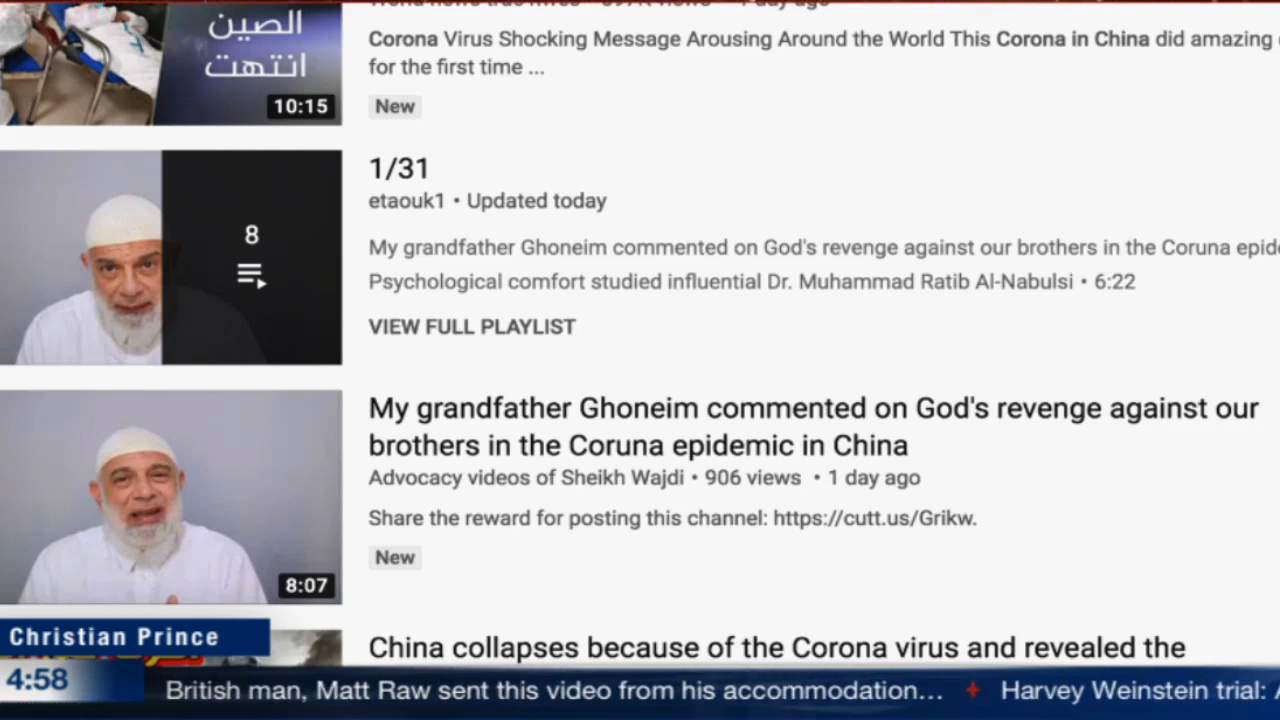 الصين
انتهت
10:15
Corona Virus Shocking Message Arousing Around the World This Corona in China did amazing
for the first time ...
New
1/31
etaouk1 • Updated today
8
My grandfather Ghoneim commented on God's revenge against our brothers in the Coruna epide
Psychological comfort studied influential Dr. Muhammad Ratib Al-Nabulsi • 6:22
VIEW FULL PLAYLIST
My grandfather Ghoneim commented on God's revenge against our
brothers in the Coruna epidemic in China
Advocacy videos of Sheikh Wajdi • 906 views • 1 day ago
Share the reward for posting this channel: https://cutt.us/Grikw.
New
8:07
China collapses because of the Corona virus and revealed the
Christian Prince
4:58
British man, Matt Raw sent this video from his accommodation...
Harvey Weinstein trial: